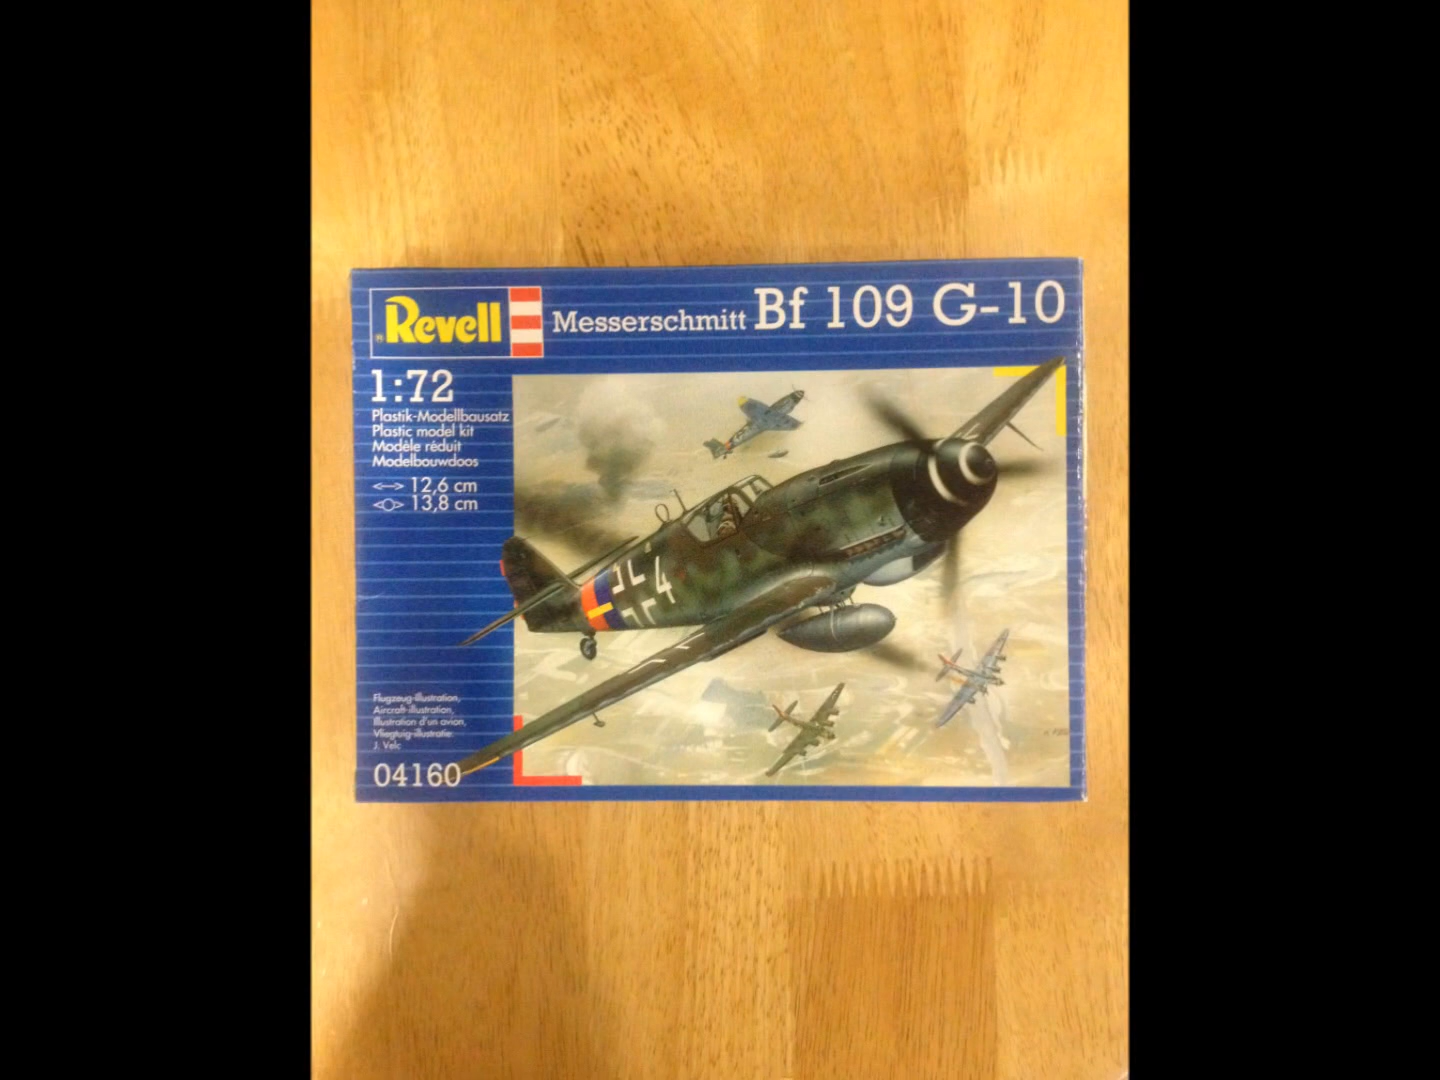 Revell
Messerschmitt Bf 109 G-10
1:72
Plastik-Modellbausatz
Plastic model kit
Modèle réduit
Modelbouwdoos
12,6 cm
13,8 cm
4
Flugzeug-Illustration,
Aircraft-illustration,
Illustration d'un avion,
Vliegtuig-illustratie:
J. Velc
04160